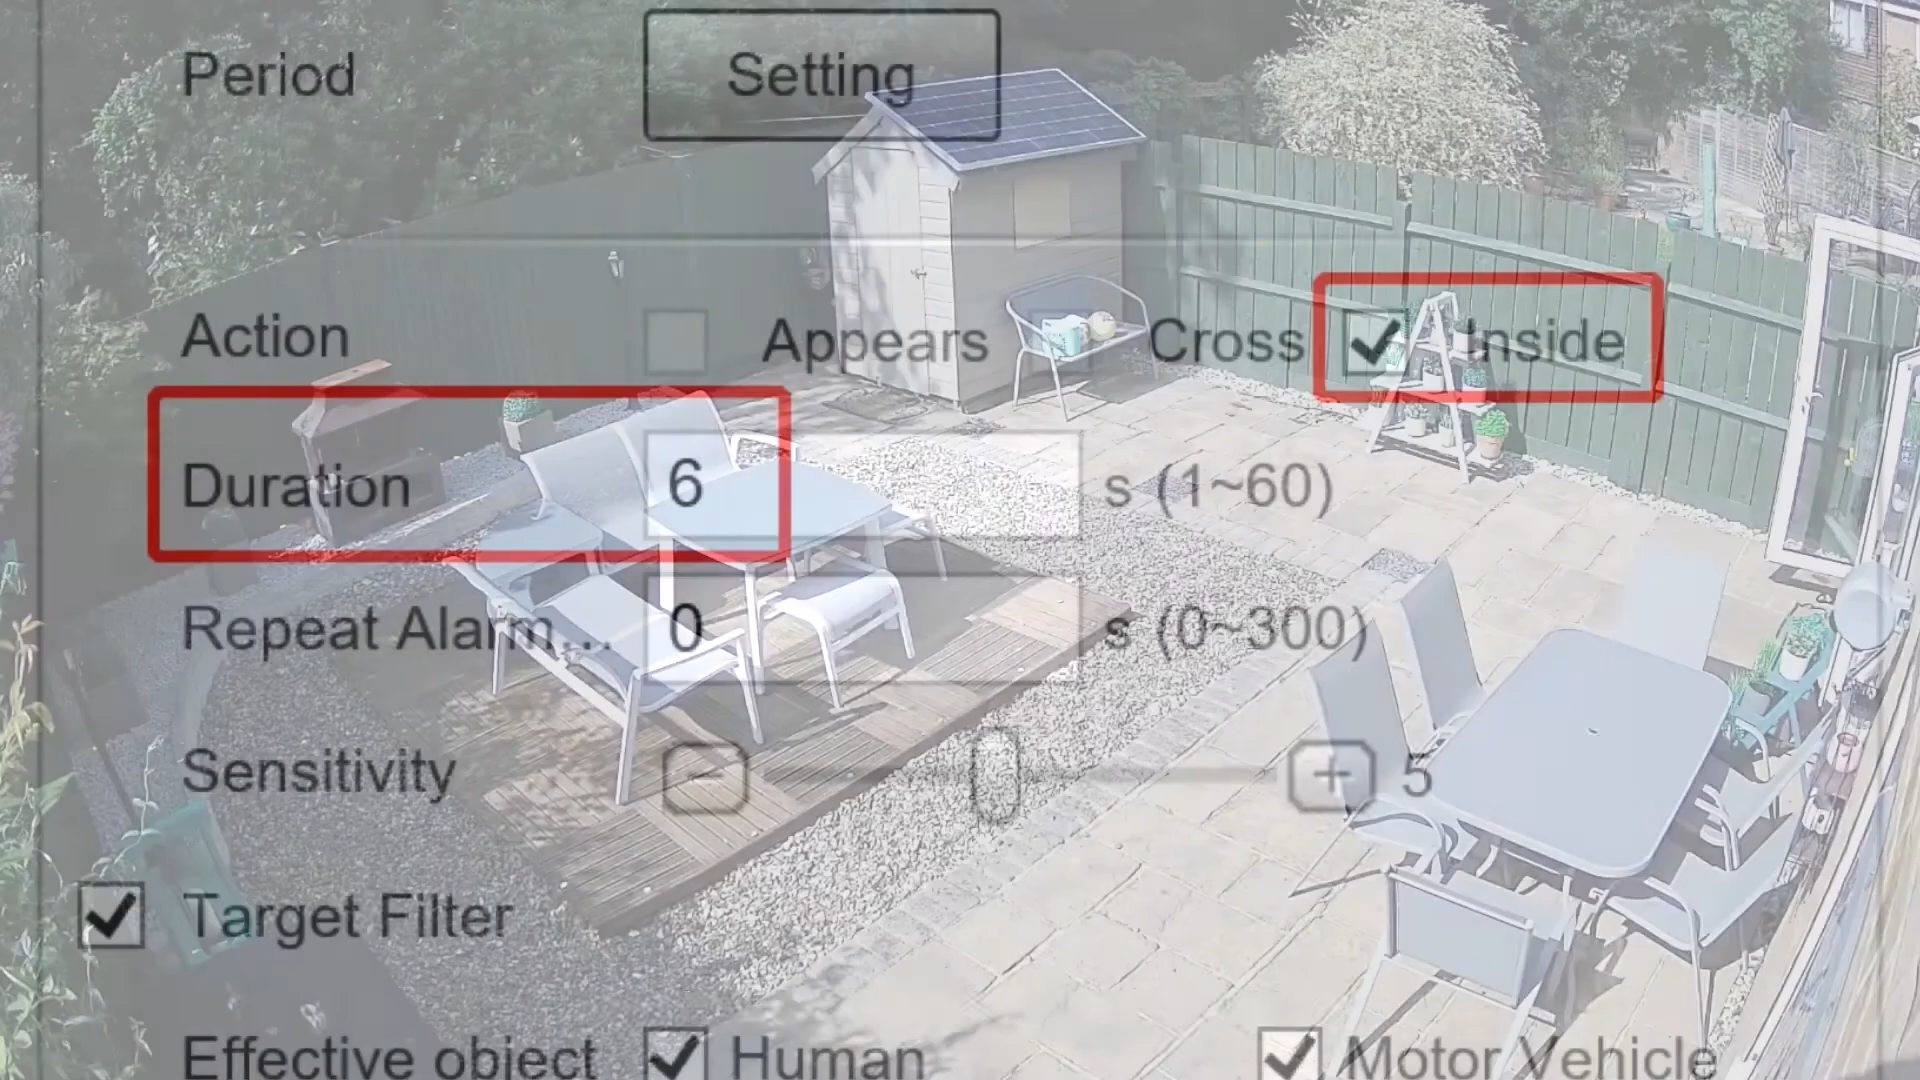 Period Setting
Action Appears Cross Inside
Duration 6 s (1~60)
Repeat Alarm... 0 s (0~300)
Sensitivity 5
Target Filter
Effective object Human Motor Vehicle